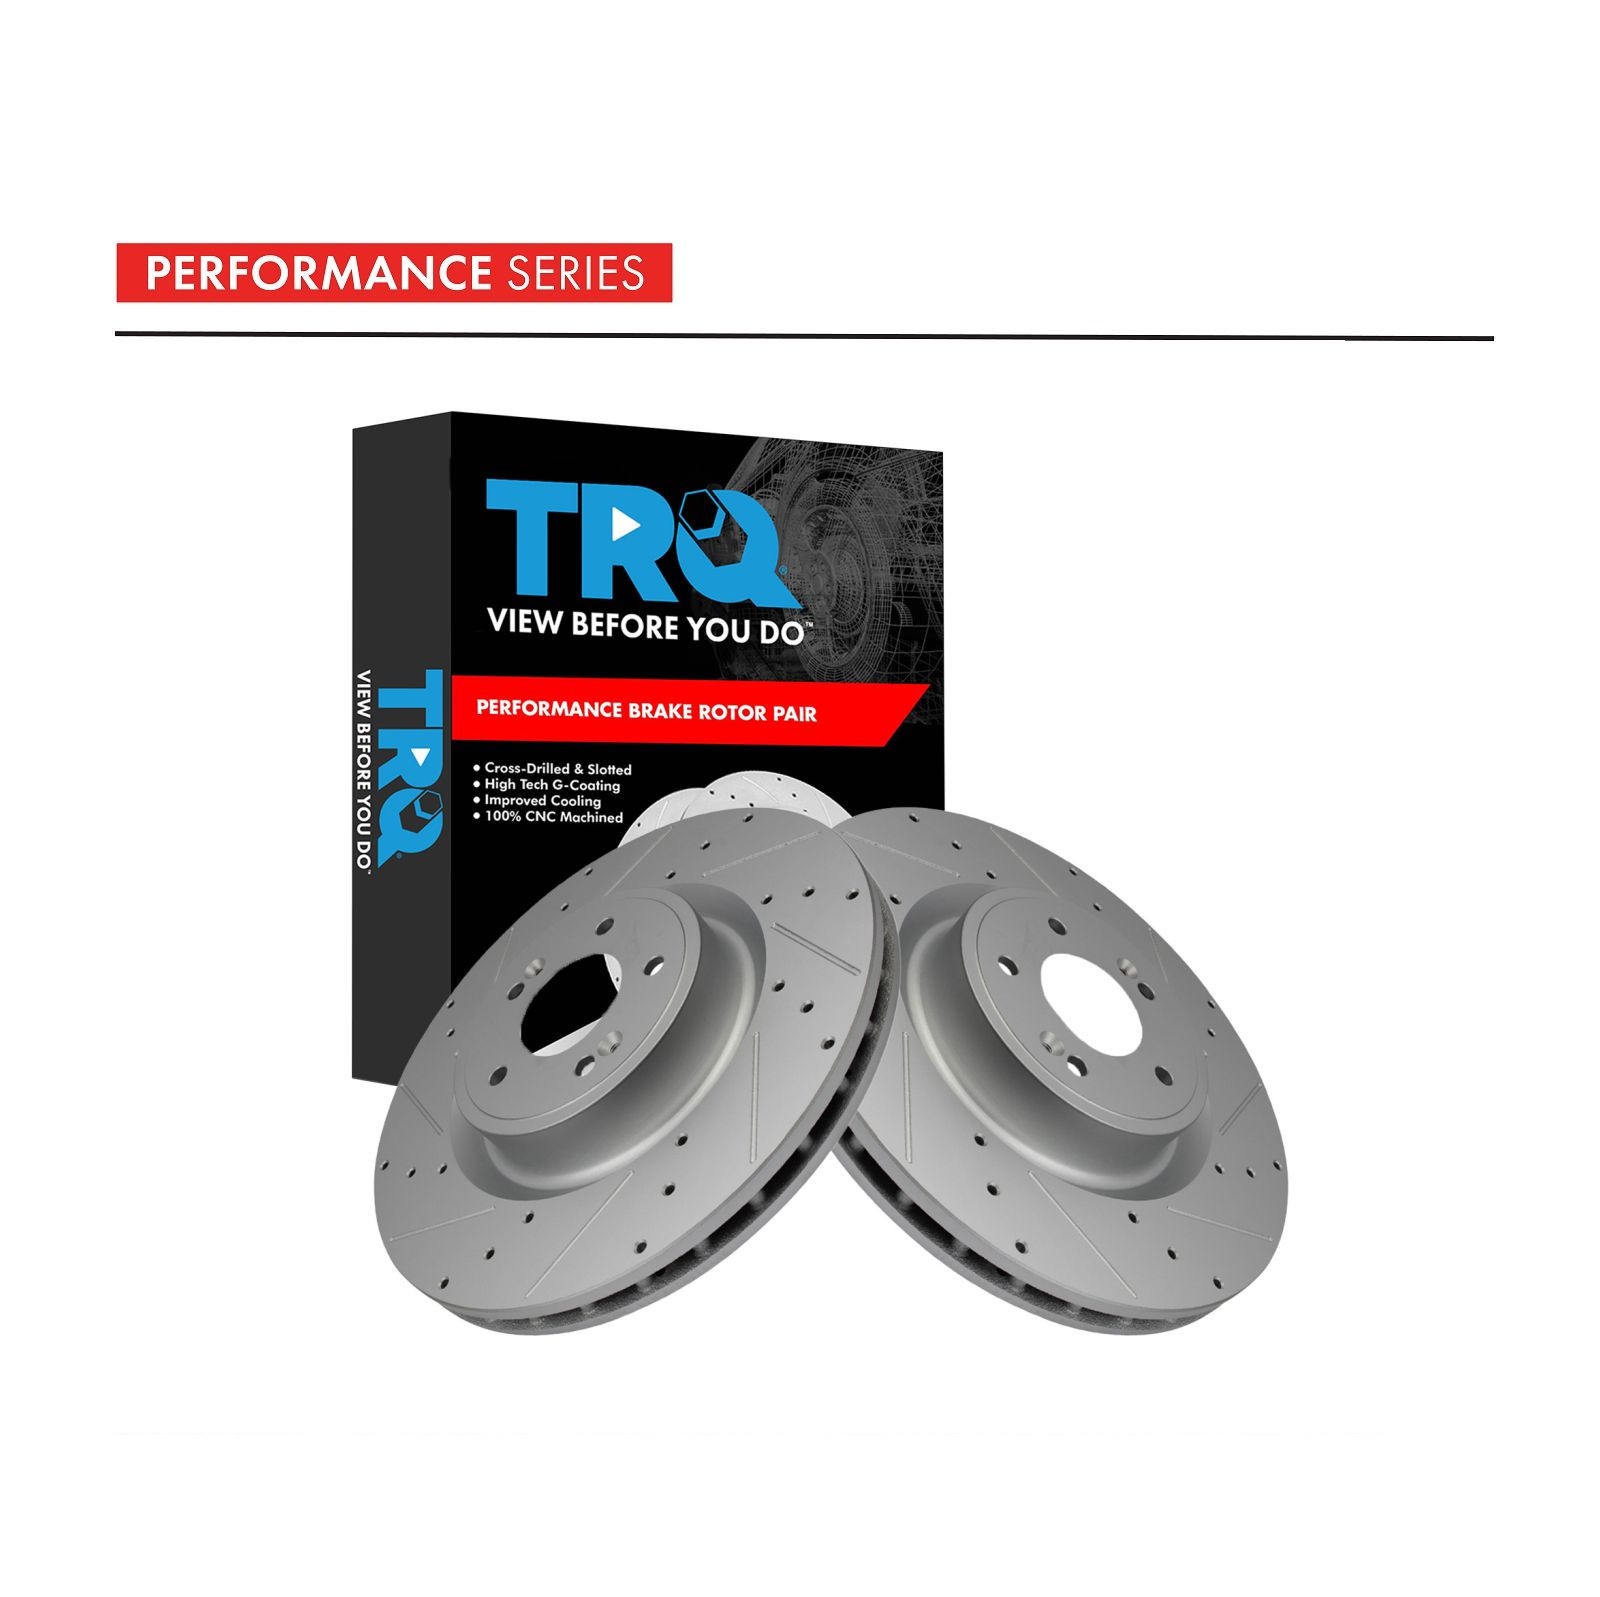 PERFORMANCE SERIES
TRQ®
VIEW BEFORE YOU DO™
PERFORMANCE BRAKE ROTOR PAIR
• Cross-Drilled & Slotted
• High Tech G-Coating
• Improved Cooling
• 100% CNC Machined
TRQ®
VIEW BEFORE YOU DO™